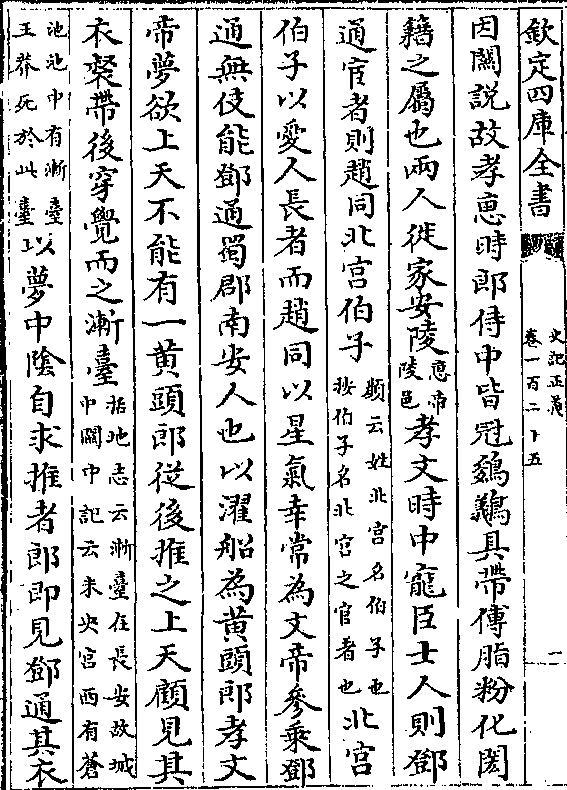 欽定四庫全書
史記正義
卷一百二十五
一
因關說故孝惠時郎侍中皆冠鵔鸃具帶傅脂粉化閎
籍之屬也兩人徙家安陵惠帝陵邑孝文時中寵臣士人則鄧
通宦者則趙同北宮伯子顔云姓北宮名伯子也按伯子名北宮之官者也北宮
伯子以愛人長者而趙同以星氣幸常為文帝參乘鄧
通無伎能鄧通蜀郡南安人也以濯船為黄頭郎孝文
帝夢欲上天不能有一黄頭郎從後推之上天顧見其
衣裻帶後穿覺而之漸臺括地志云漸臺在長安故城中關中記云未央宮西有蒼
池池中有漸臺王莽死於此臺以夢中陰自求推者郎即見鄧通其衣